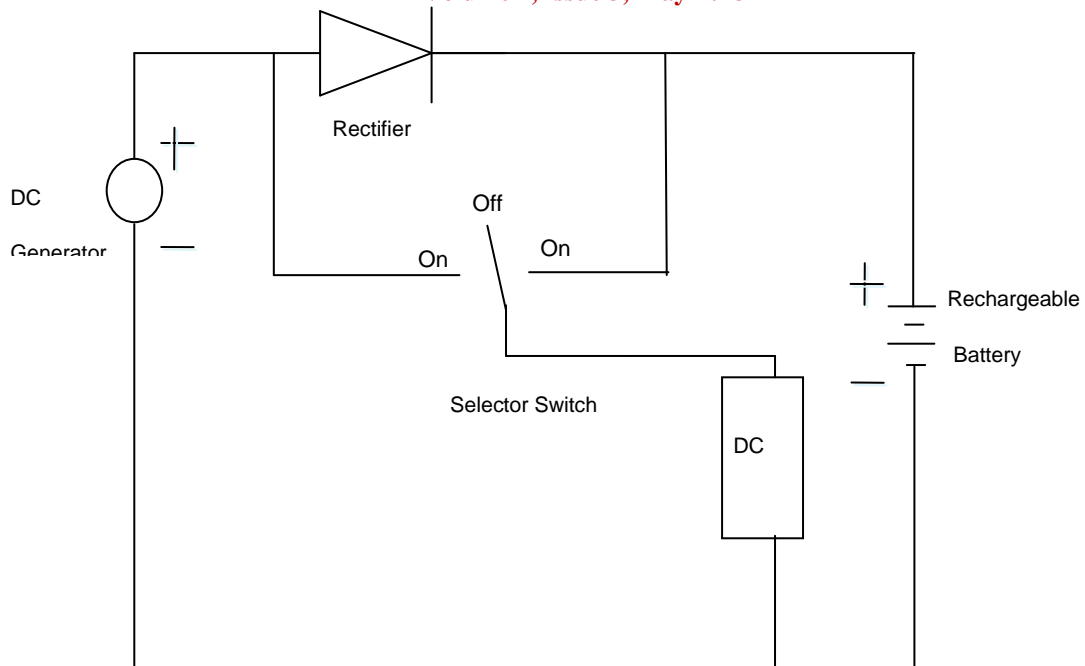 Rectifier
DC
Generator
Off
On
On
Rechargeable
Battery
Selector Switch
DC